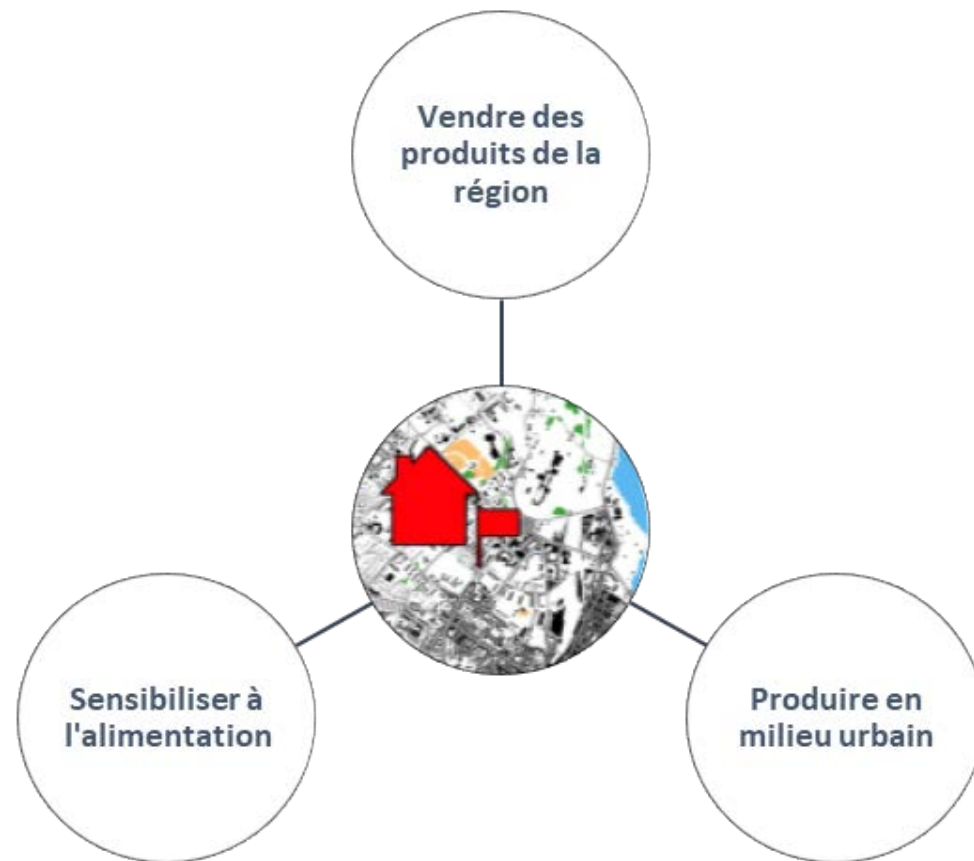 Vendre des
produits de la
région
Sensibiliser à
l'alimentation
Produire en
milieu urbain